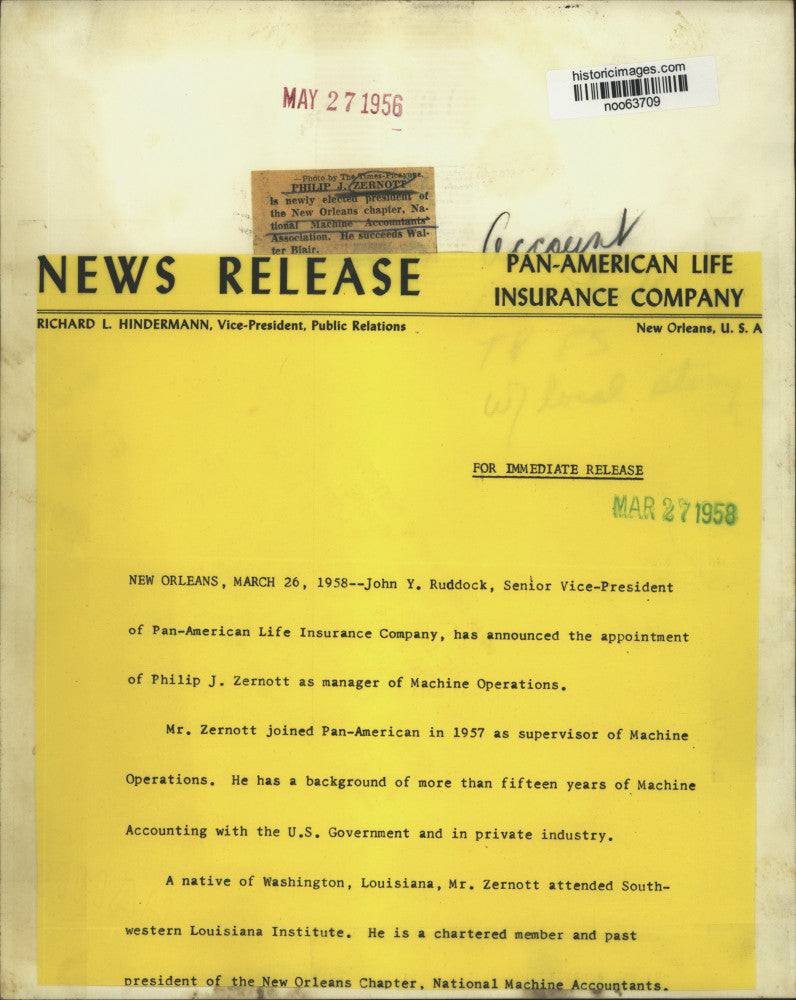 historicimages.com
noo63709
MAY 27 1956
—Photo by The Times-Picayune.
PHILIP J. ZERNOTT
Is newly elected president of
the New Orleans chapter, Na-
tional Machine Accountants
Association. He succeeds Wal-
ter Blair.
Account
NEWS RELEASE
PAN-AMERICAN LIFE
INSURANCE COMPANY
RICHARD L. HINDERMANN, Vice-President, Public Relations
New Orleans, U. S. A
w/ local
FOR IMMEDIATE RELEASE
MAR 27 1958
NEW ORLEANS, MARCH 26, 1958--John Y. Ruddock, Senior Vice-President
of Pan-American Life Insurance Company, has announced the appointment
of Philip J. Zernott as manager of Machine Operations.
Mr. Zernott joined Pan-American in 1957 as supervisor of Machine
Operations. He has a background of more than fifteen years of Machine
Accounting with the U.S. Government and in private industry.
A native of Washington, Louisiana, Mr. Zernott attended South-
western Louisiana Institute. He is a chartered member and past
president of the New Orleans Chapter, National Machine Accountants.